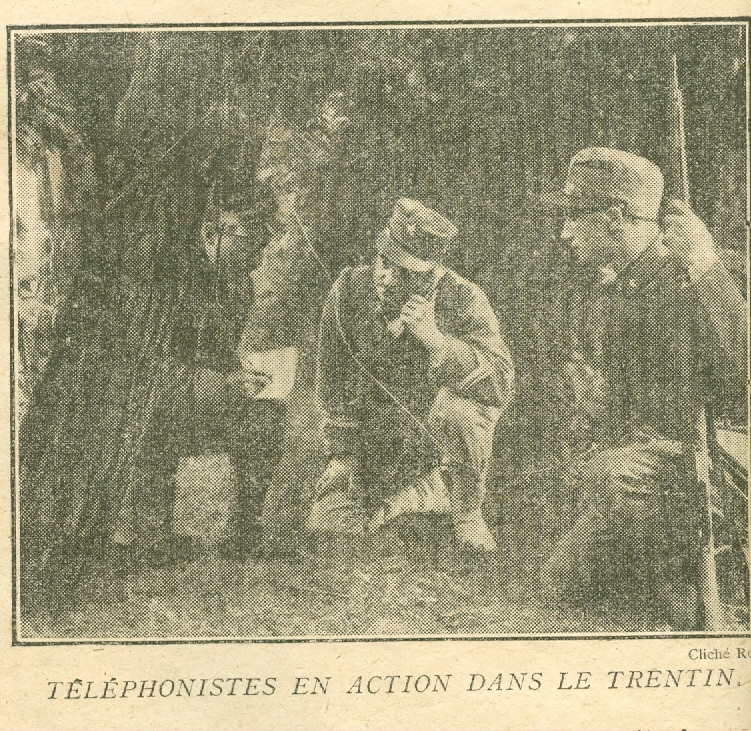 Cliché
TÉLÉPHONISTES EN ACTION DANS LE TRENTIN.